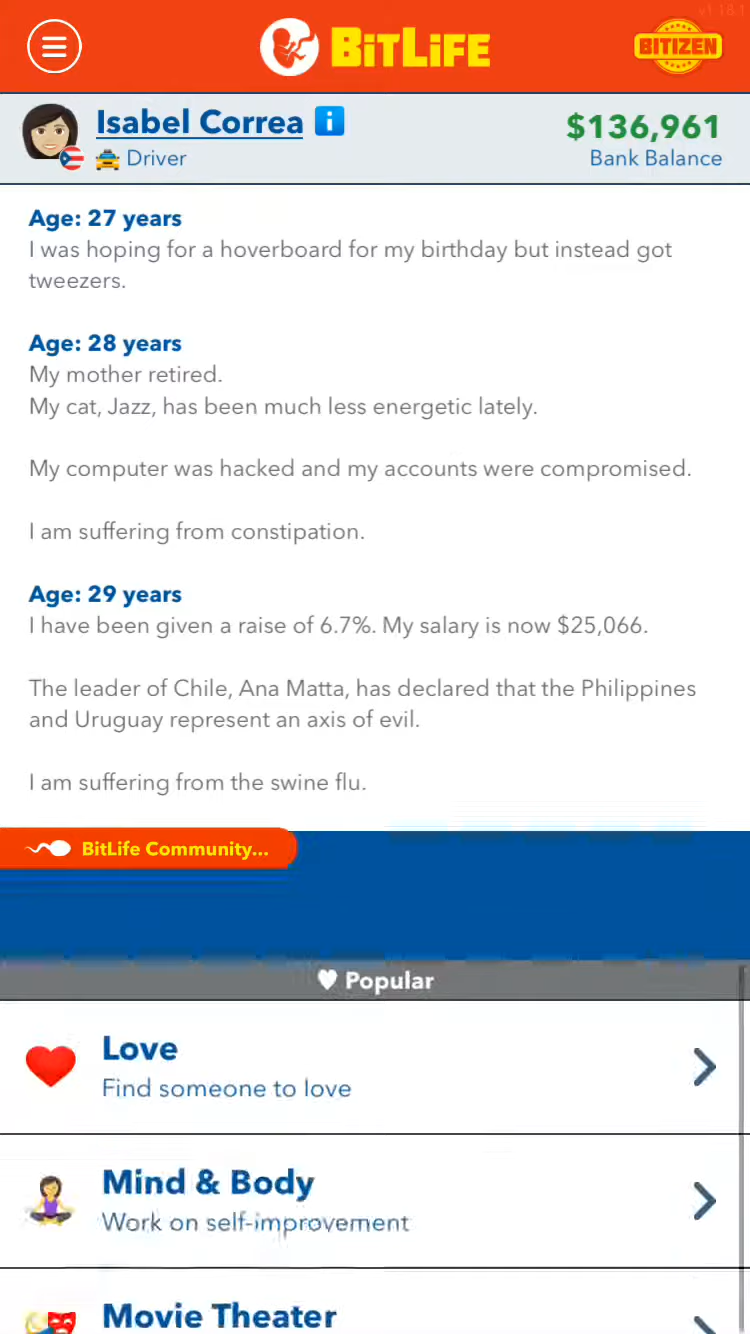 v1.18.1
BITLIFE
BITIZEN
Isabel Correa
$136,961
Driver
Bank Balance
Age: 27 years
I was hoping for a hoverboard for my birthday but instead got
tweezers.
Age: 28 years
My mother retired.
My cat, Jazz, has been much less energetic lately.
My computer was hacked and my accounts were compromised.
I am suffering from constipation.
Age: 29 years
I have been given a raise of 6.7%. My salary is now $25,066.
The leader of Chile, Ana Matta, has declared that the Philippines
and Uruguay represent an axis of evil.
I am suffering from the swine flu.
BitLife Community...
Popular
Love
Find someone to love
Mind & Body
Work on self-improvement
Movie Theater